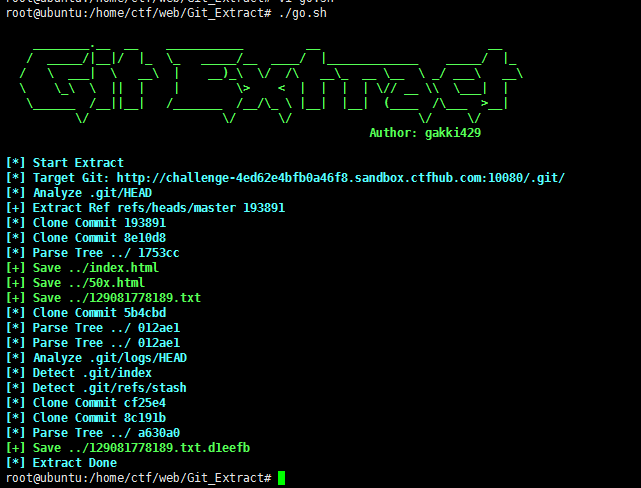 root@ubuntu:/home/ctf/web/Git_Extract# ./go.sh
Git Extract
Author: gakki429
[*] Start Extract
[*] Target Git: http://challenge-4ed62e4bfb0a46f8.sandbox.ctfhub.com:10080/.git/
[*] Analyze .git/HEAD
[+] Extract Ref refs/heads/master 193891
[*] Clone Commit 193891
[*] Clone Commit 8e10d8
[*] Parse Tree ../ 1753cc
[+] Save ../index.html
[+] Save ../50x.html
[+] Save ../129081778189.txt
[*] Clone Commit 5b4cbd
[*] Parse Tree ../ 012ae1
[*] Parse Tree ../ 012ae1
[*] Analyze .git/logs/HEAD
[*] Detect .git/index
[*] Detect .git/refs/stash
[*] Clone Commit cf25e4
[*] Clone Commit 8c191b
[*] Parse Tree ../ a630a0
[+] Save ../129081778189.txt.d1eefb
[*] Extract Done
root@ubuntu:/home/ctf/web/Git_Extract#